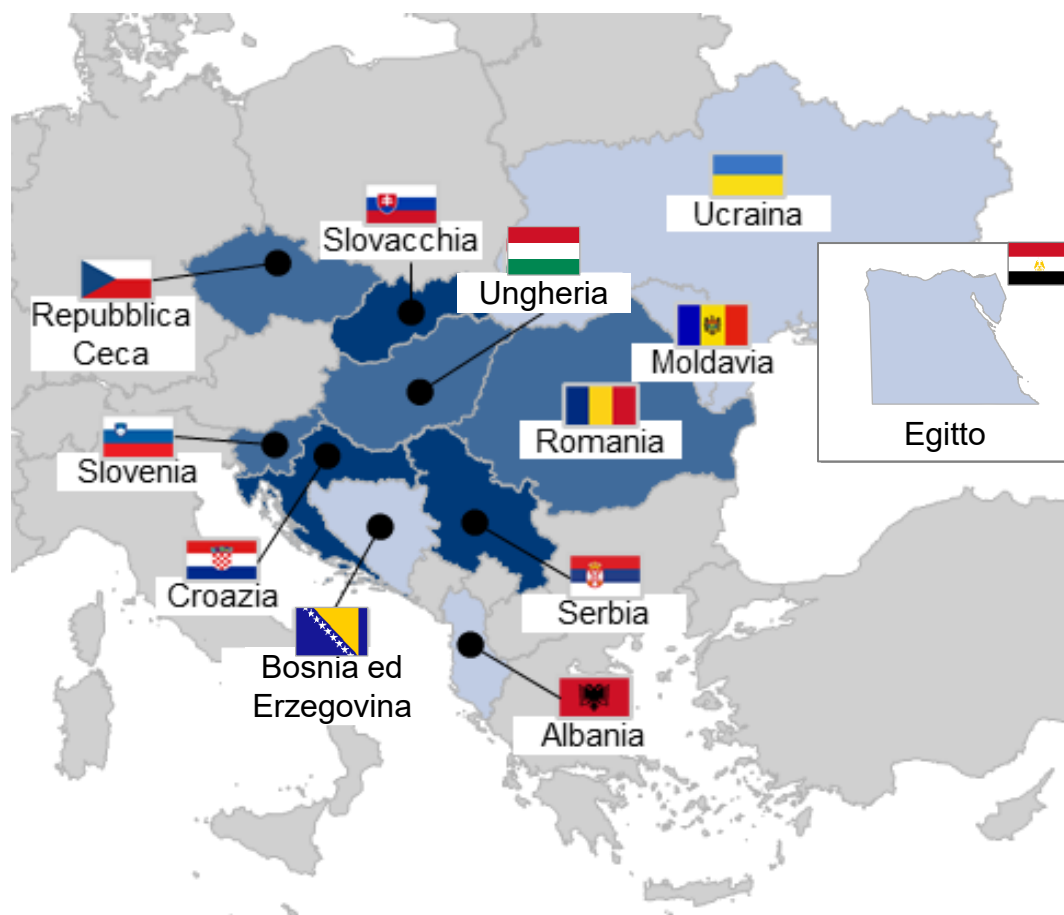 Ucraina
Slovacchia
Ungheria
Repubblica
Ceca
Moldavia
Romania
Egitto
Slovenia
Croazia
Serbia
Bosnia ed
Erzegovina
Albania